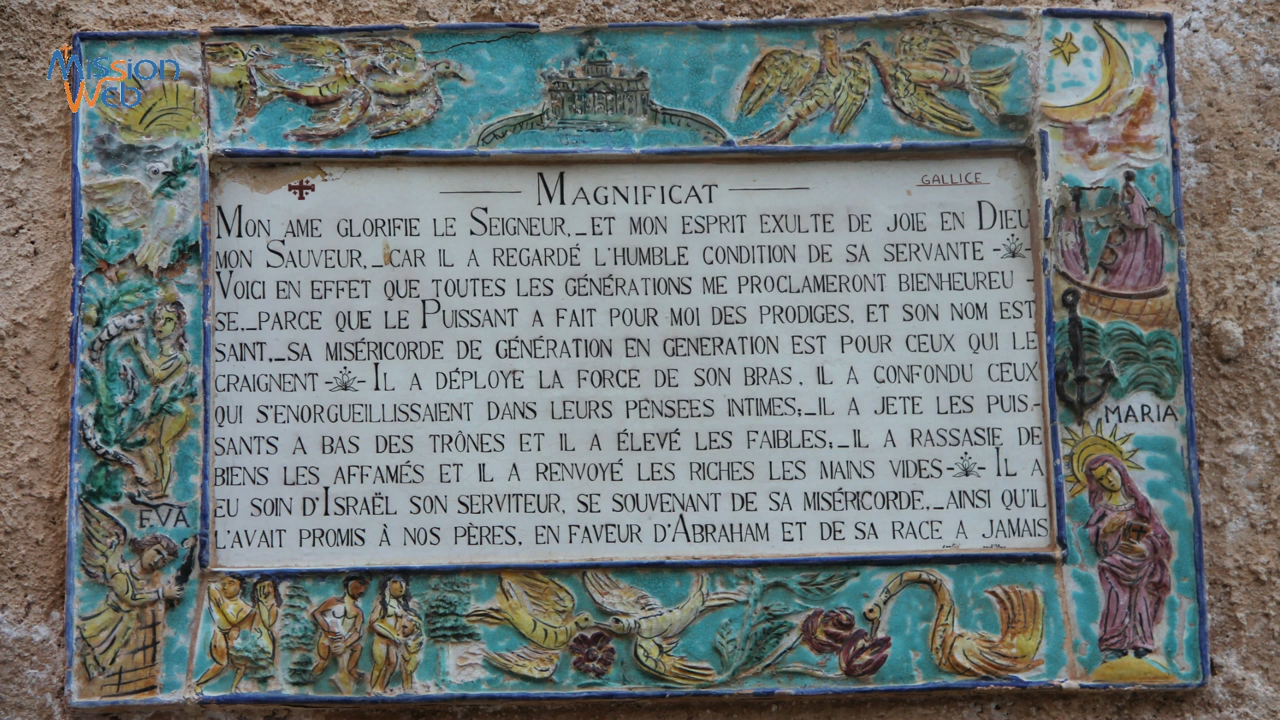 Mission
Web
MAGNIFICAT
GALLICE
MON AME GLORIFIE LE SEIGNEUR,_ET MON ESPRIT EXULTE DE JOIE EN DIEU
MON SAUVEUR,_CAR IL A REGARDÉ L'HUMBLE CONDITION DE SA SERVANTE -
VOICI EN EFFET QUE TOUTES LES GÉNÉRATIONS ME PROCLAMERONT BIENHEUREU -
SE._PARCE QUE LE PUISSANT A FAIT POUR MOI DES PRODIGES, ET SON NOM EST
SAINT,_SA MISÉRICORDE DE GÉNÉRATION EN GENERATION EST POUR CEUX QUI LE
CRAIGNENT - - IL A DÉPLOYE LA FORCE DE SON BRAS, IL A CONFONDU CEUX
QUI S'ENORGUEILLISSAIENT DANS LEURS PENSEES INTIMES;_IL A JETE LES PUIS-
SANTS A BAS DES TRÔNES ET IL A ÉLEVÉ LES FAIBLES;_IL A RASSASIE DE
BIENS LES AFFAMÉS ET IL A RENVOYÉ LES RICHES LES MAINS VIDES - - IL A
EU SOIN D'ISRAËL SON SERVITEUR, SE SOUVENANT DE SA MISÉRICORDE,_AINSI QU'IL
L'AVAIT PROMIS À NOS PÈRES, EN FAVEUR D'ABRAHAM ET DE SA RACE A JAMAIS
EVA
MARIA